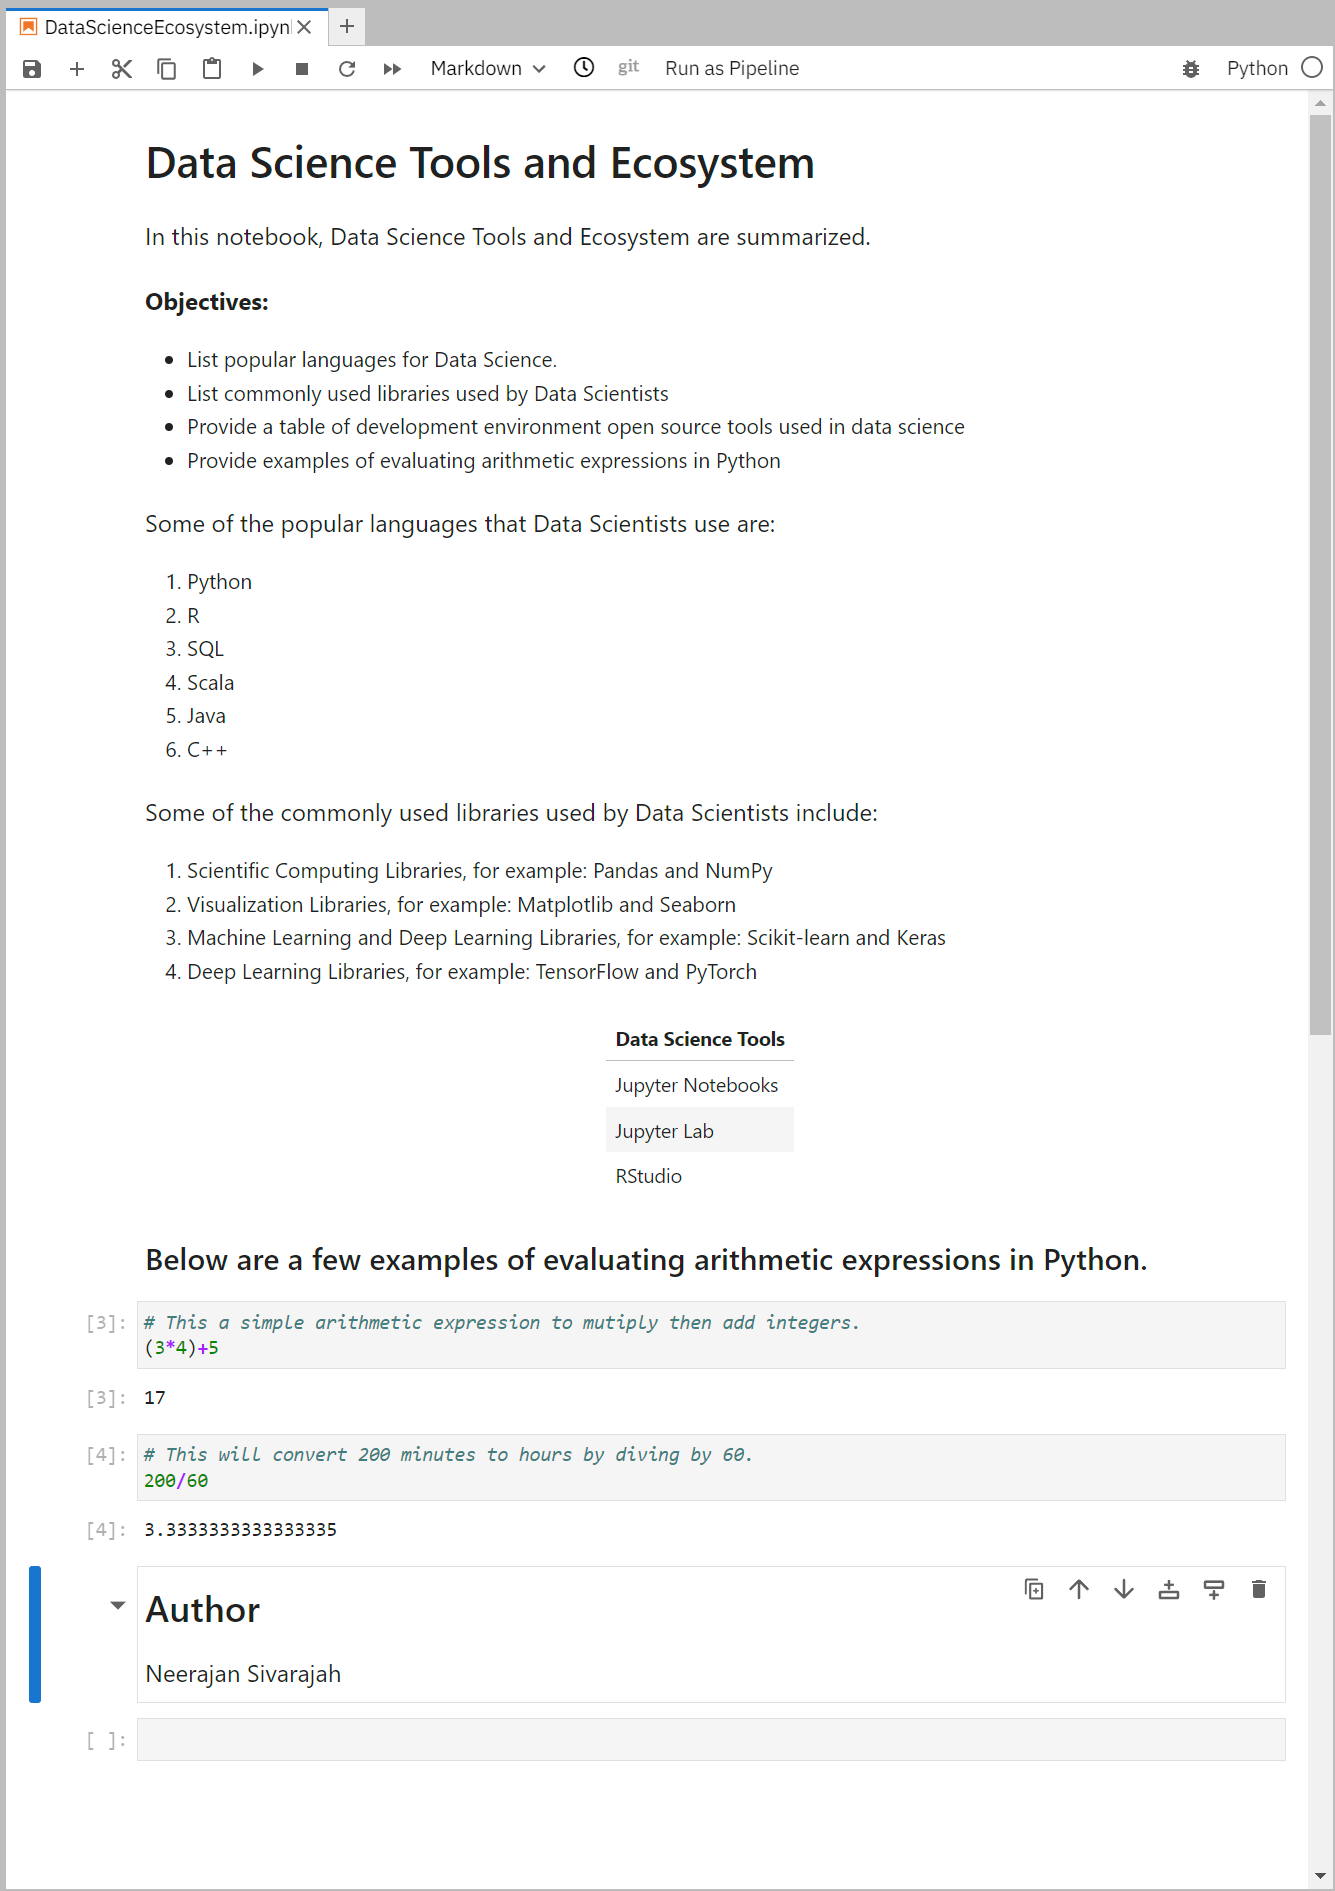 DataScienceEcosystem.ipyn
Markdown git Run as Pipeline Python
Data Science Tools and Ecosystem
In this notebook, Data Science Tools and Ecosystem are summarized.
Objectives:
• List popular languages for Data Science.
• List commonly used libraries used by Data Scientists
• Provide a table of development environment open source tools used in data science
• Provide examples of evaluating arithmetic expressions in Python
Some of the popular languages that Data Scientists use are:
1. Python
2. R
3. SQL
4. Scala
5. Java
6. C++
Some of the commonly used libraries used by Data Scientists include:
1. Scientific Computing Libraries, for example: Pandas and NumPy
2. Visualization Libraries, for example: Matplotlib and Seaborn
3. Machine Learning and Deep Learning Libraries, for example: Scikit-learn and Keras
4. Deep Learning Libraries, for example: TensorFlow and PyTorch
Data Science Tools
Jupyter Notebooks
Jupyter Lab
RStudio
Below are a few examples of evaluating arithmetic expressions in Python.
[3]: # This a simple arithmetic expression to mutiply then add integers.
(3*4)+5
[3]: 17
[4]: # This will convert 200 minutes to hours by diving by 60.
200/60
[4]: 3.3333333333333335
Author
Neerajan Sivarajah
[ ]: